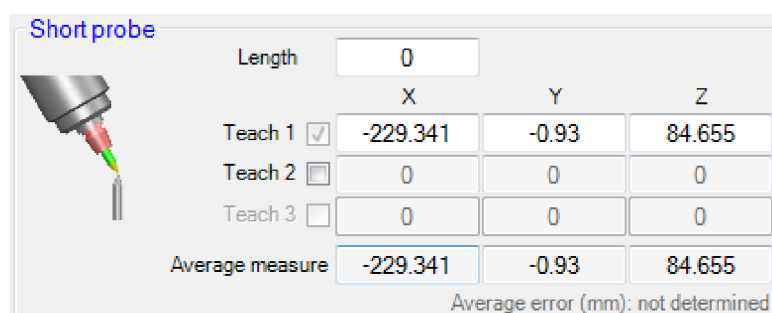 Short probe
Length 0
X Y Z
Teach 1 -229.341 -0.93 84.655
Teach 2 0 0 0
Teach 3 0 0 0
Average measure -229.341 -0.93 84.655
Average error (mm): not determined